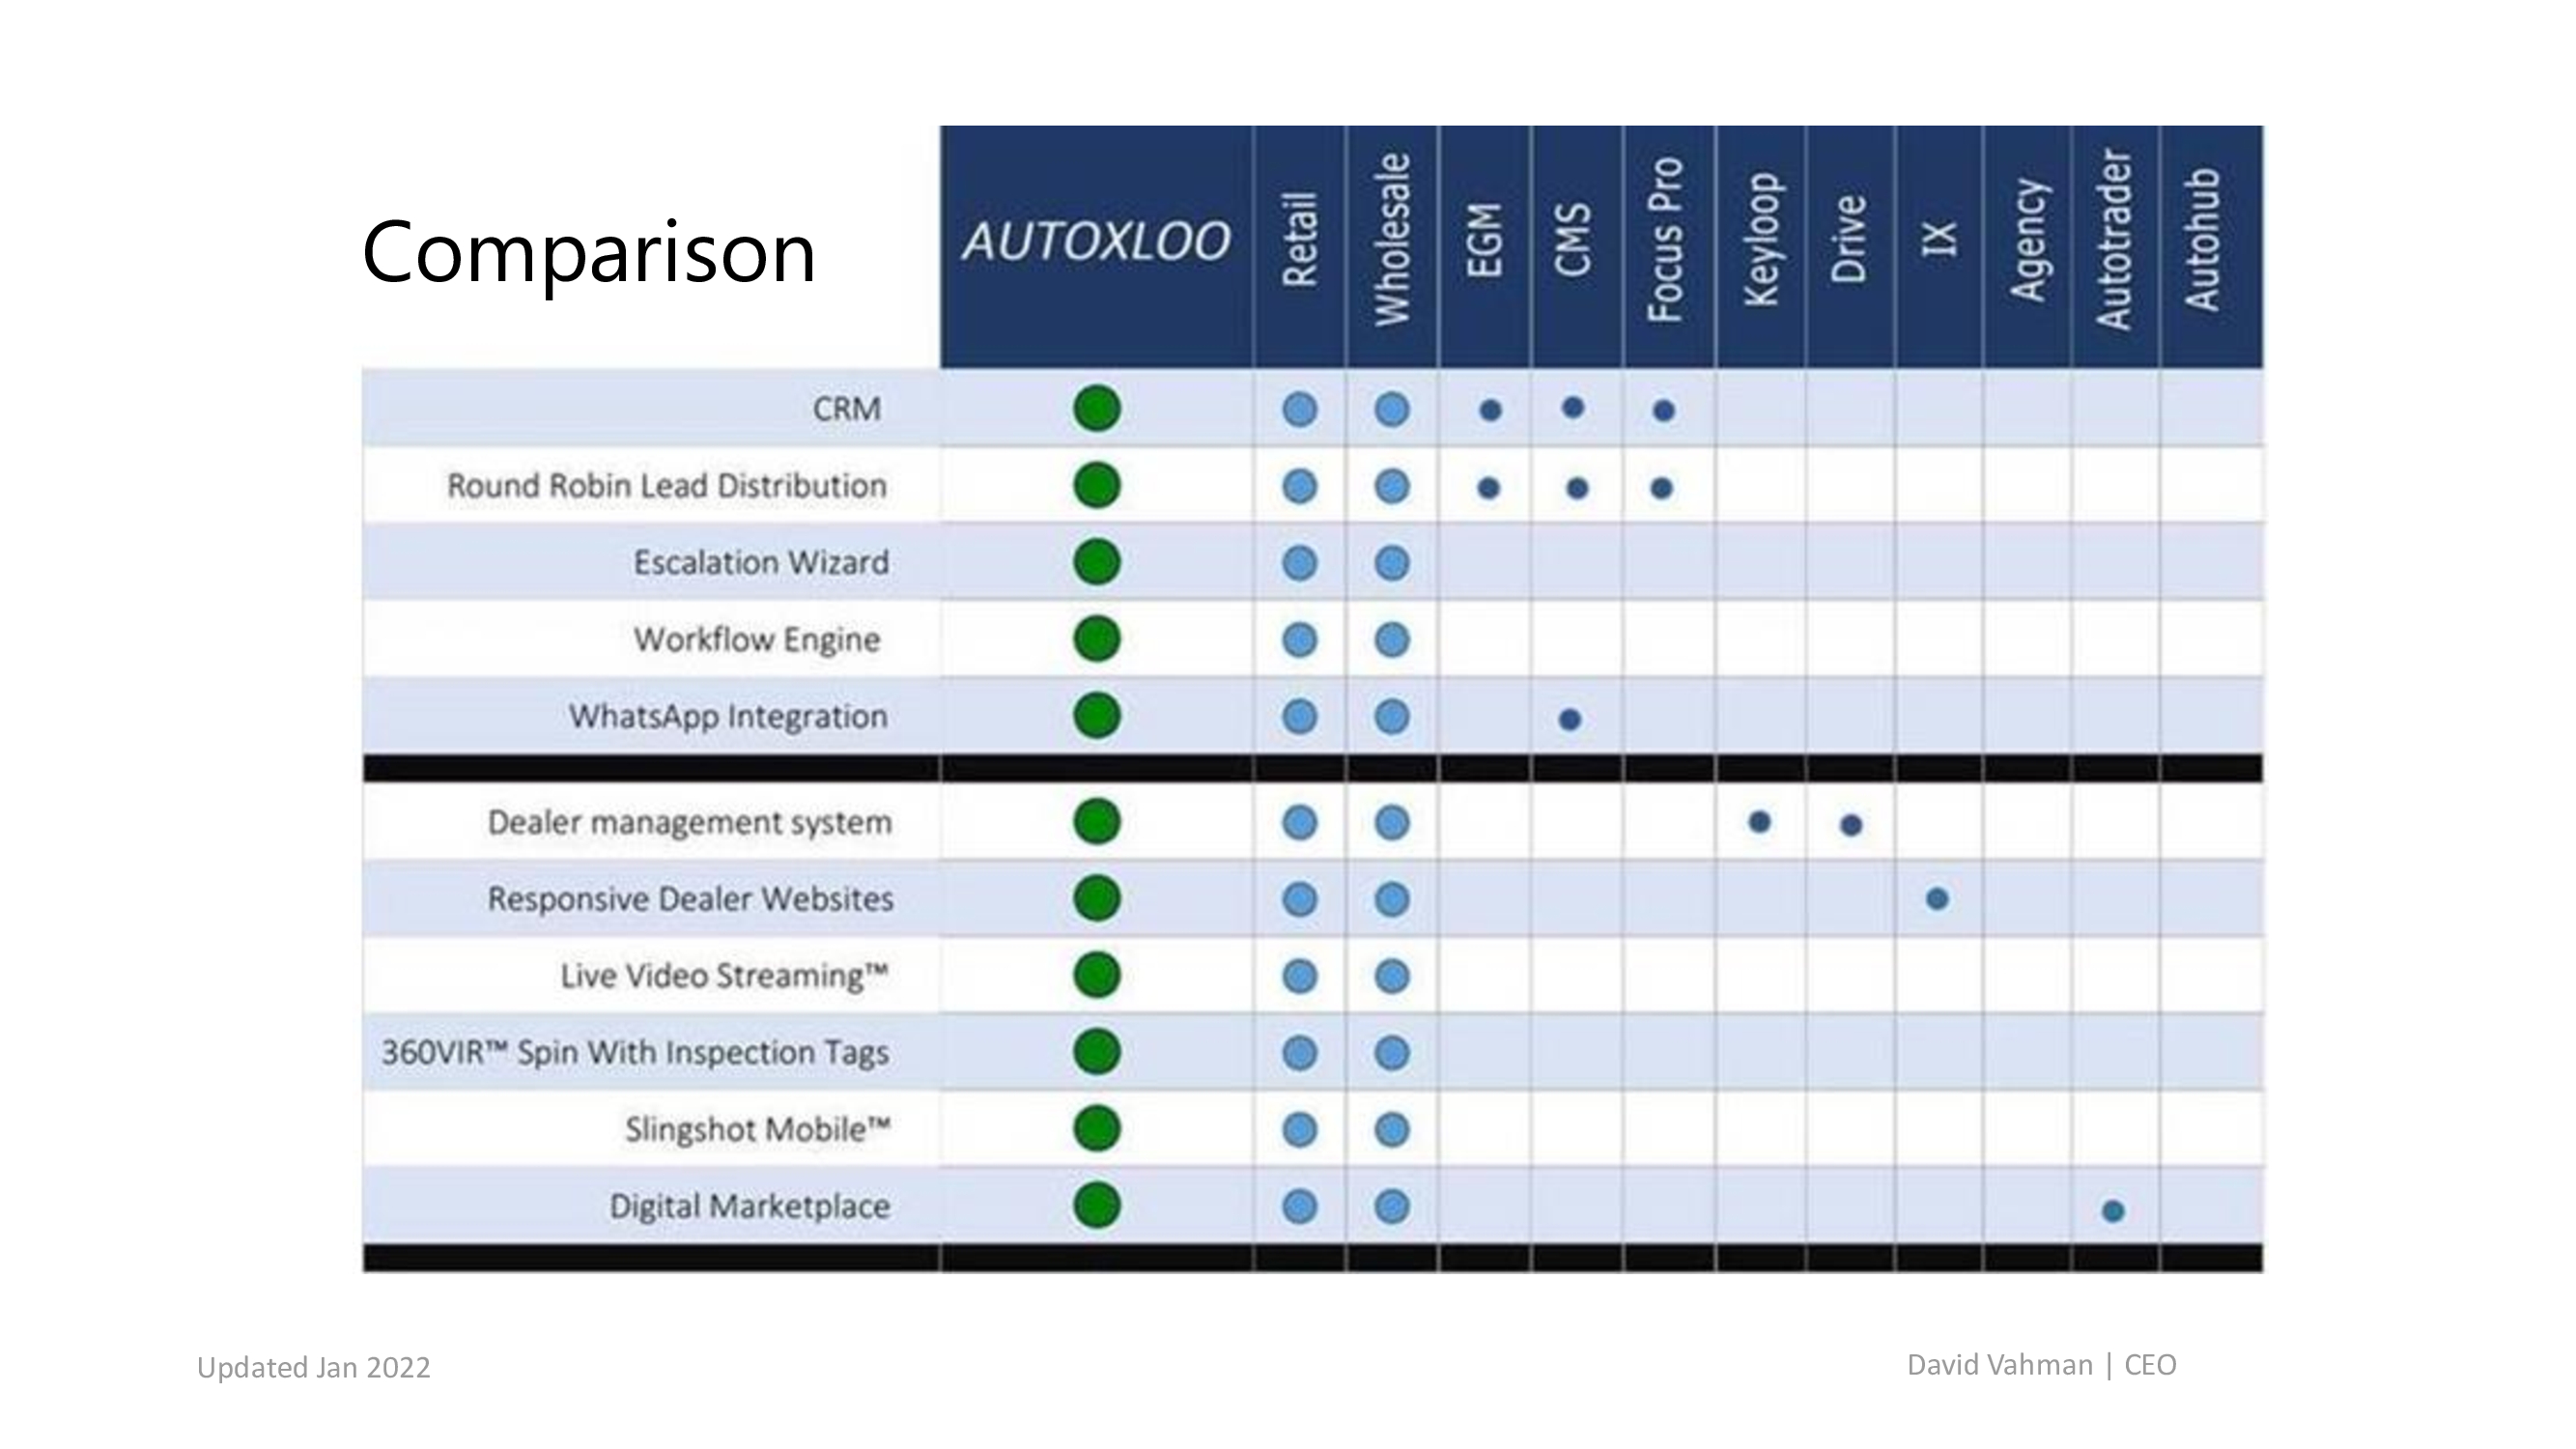 Comparison
AUTOXLOO
Retail
Wholesale
EGM
CMS
Focus Pro
Keyloop
Drive
IX
Agency
Autotrader
Autohub
CRM
Round Robin Lead Distribution
Escalation Wizard
Workflow Engine
WhatsApp Integration
Dealer management system
Responsive Dealer Websites
Live Video Streaming™
360VIR™ Spin With Inspection Tags
Slingshot Mobile™
Digital Marketplace
Updated Jan 2022
David Vahman | CEO